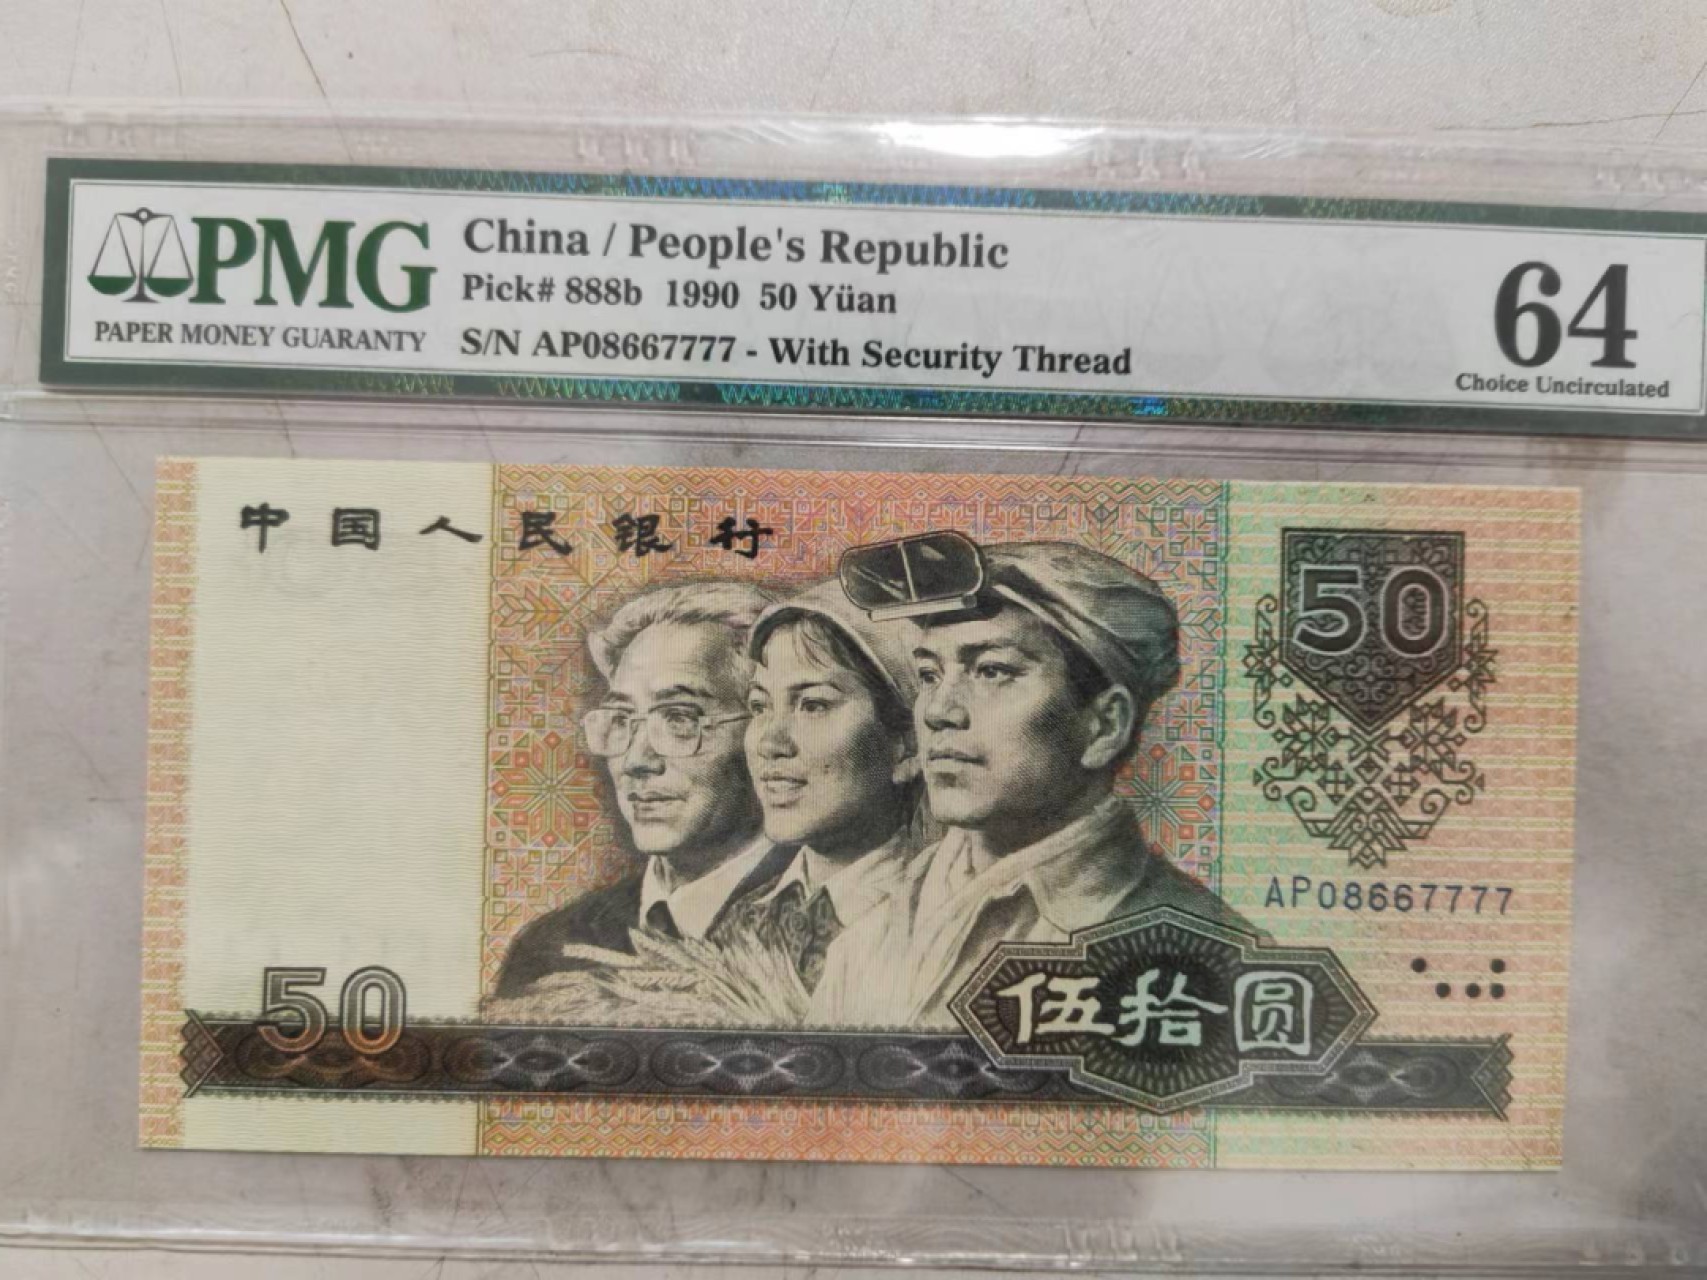 PMG
PAPER MONEY GUARANTY
China / People's Republic
Pick# 888b 1990 50 Yüan
S/N AP08667777 - With Security Thread
64
Choice Uncirculated
中国人民银行
50
AP08667777
50
伍拾圆